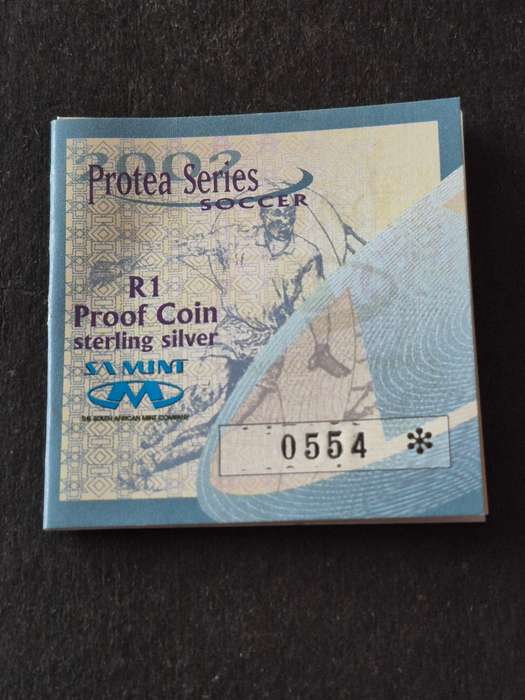 2002
Protea Series
SOCCER
R1
Proof Coin
sterling silver
SA MINT
THE SOUTH AFRICAN MINT COMPANY
0554 *